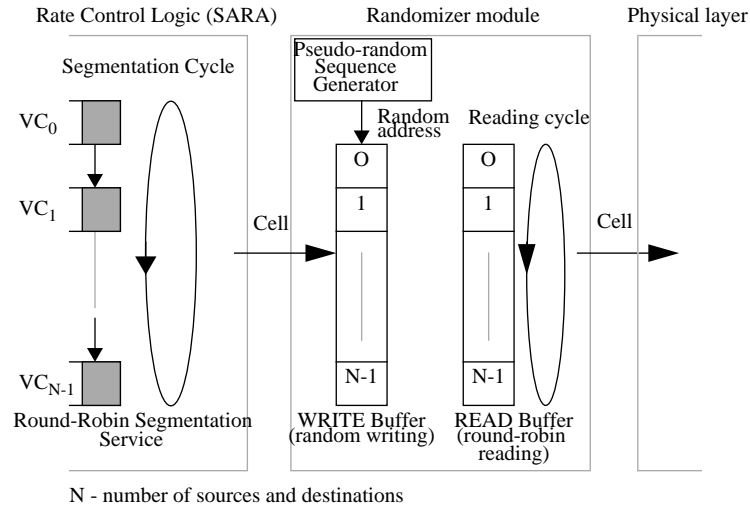 Rate Control Logic (SARA)
Randomizer module
Physical layer
Segmentation Cycle
Pseudo-random
Sequence
Generator
VC0
Random
address
Reading cycle
O
O
VC1
1
1
Cell
Cell
VCN-1
N-1
N-1
Round-Robin Segmentation
Service
WRITE Buffer
(random writing)
READ Buffer
(round-robin
reading)
N - number of sources and destinations